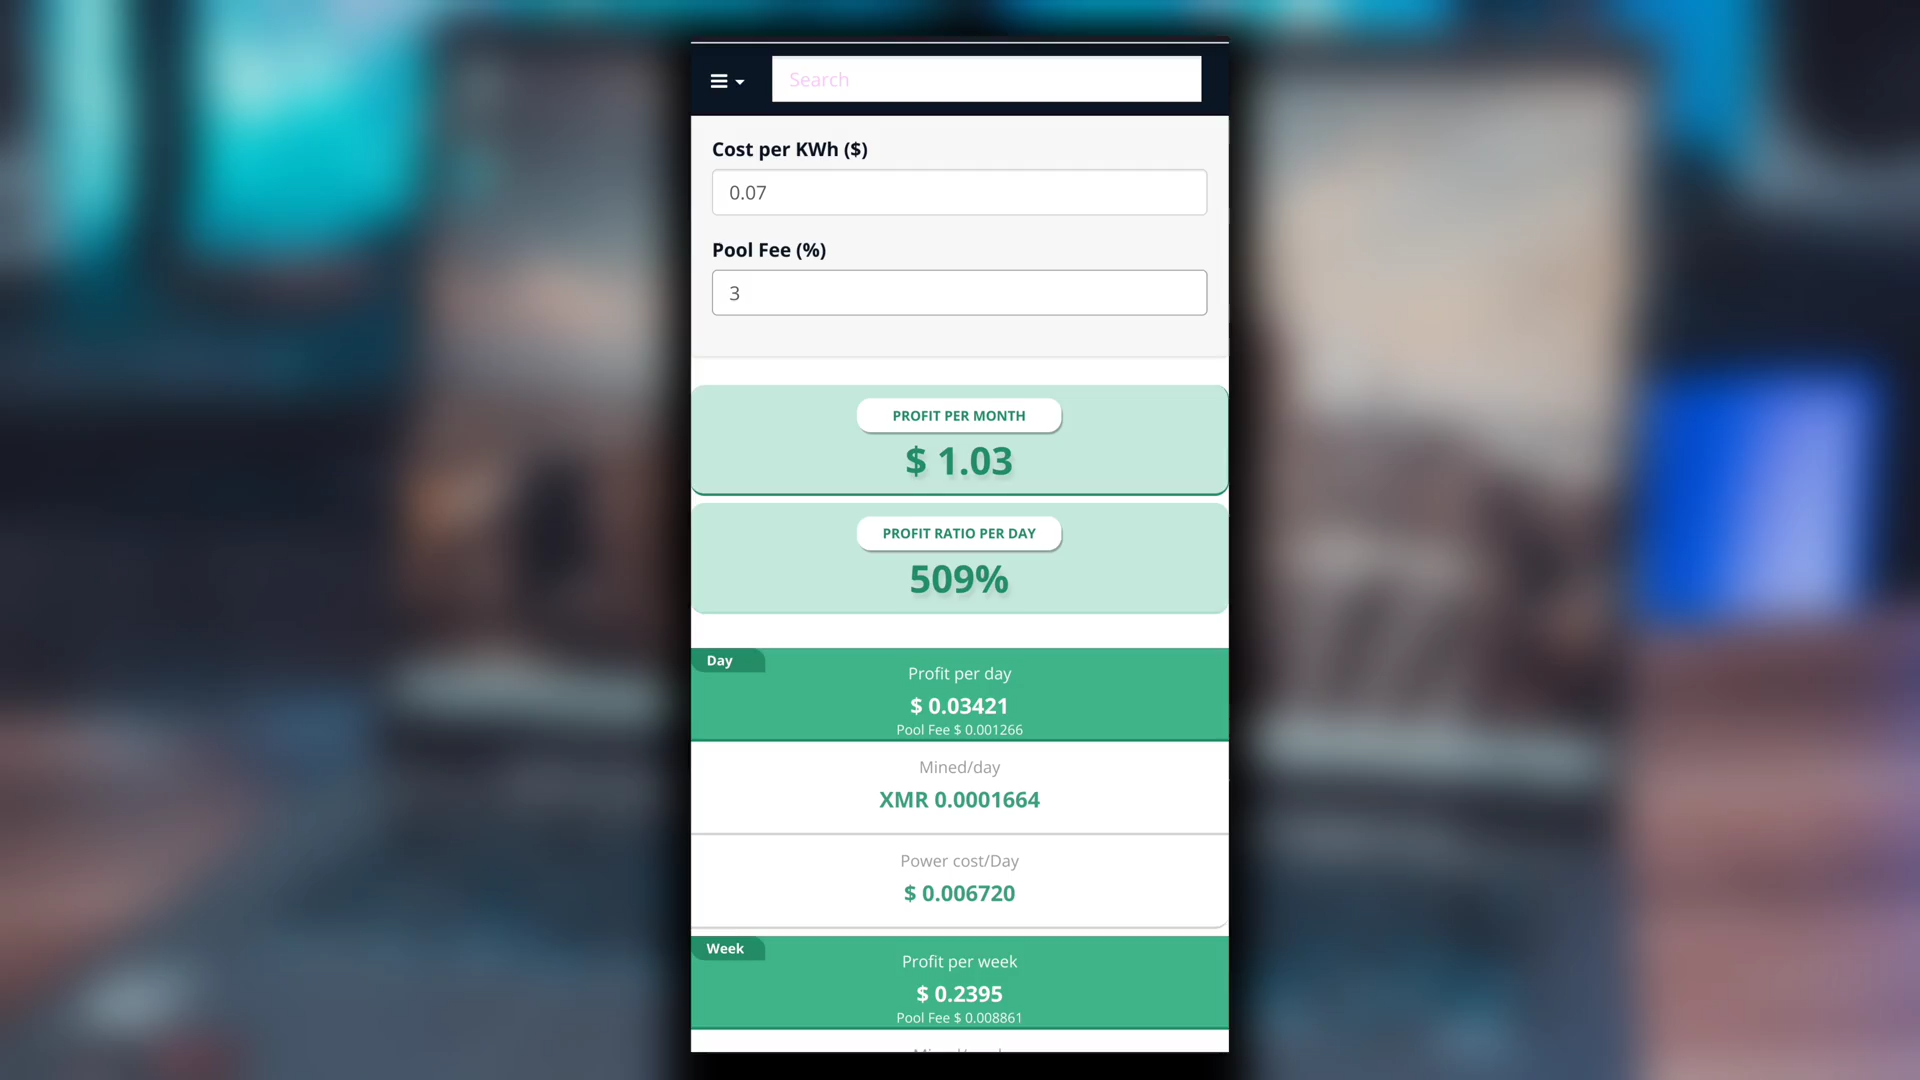 Search
Cost per KWh ($)
0.07
Pool Fee (%)
3
PROFIT PER MONTH
$ 1.03
PROFIT RATIO PER DAY
509%
Day
Profit per day
$ 0.03421
Pool Fee $ 0.001266
Mined/day
XMR 0.0001664
Power cost/Day
$ 0.006720
Week
Profit per week
$ 0.2395
Pool Fee $ 0.008861